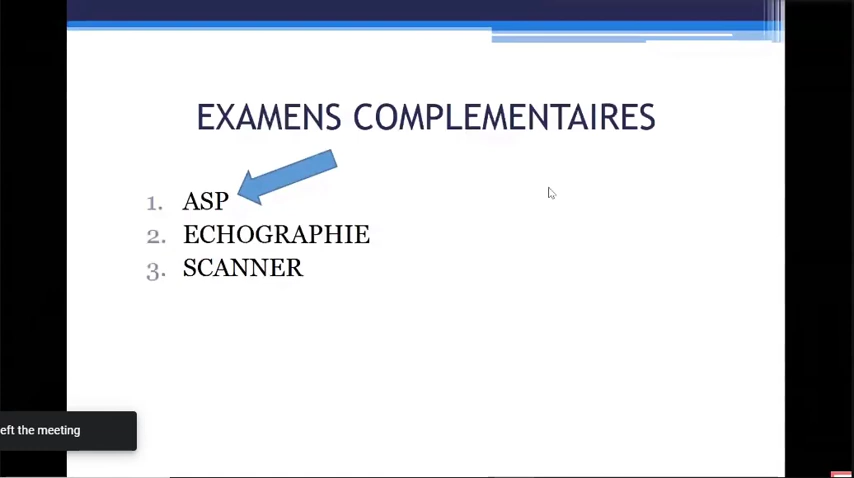 EXAMENS COMPLEMENTAIRES
1. ASP
2. ECHOGRAPHIE
3. SCANNER
eft the meeting